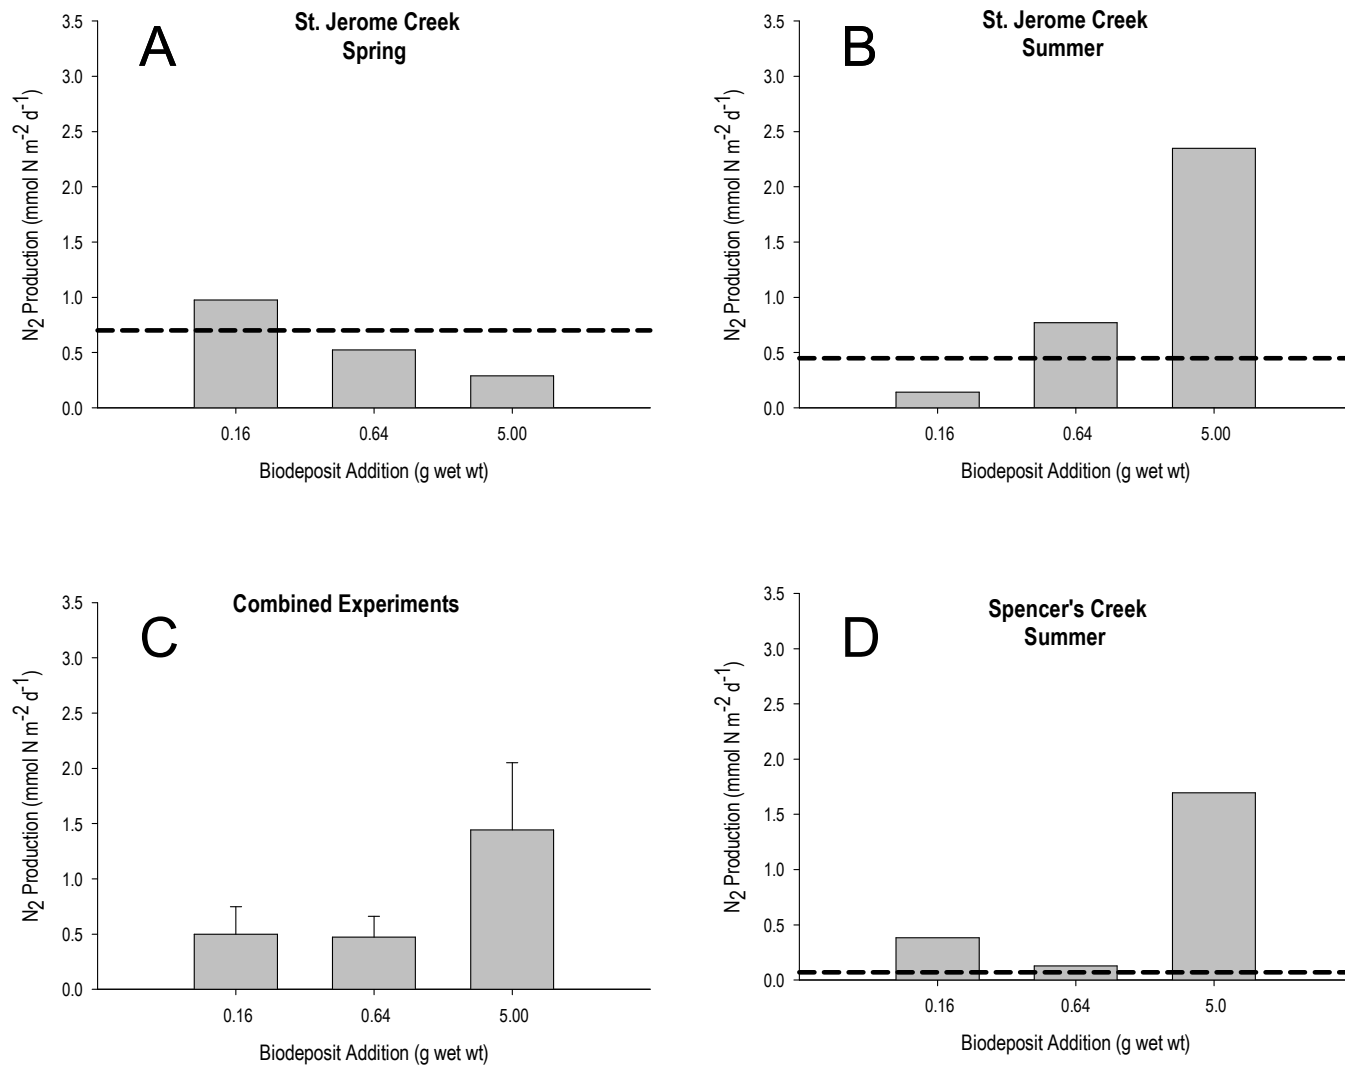 A
St. Jerome Creek
Spring
N2 Production (mmol N m-2 d-1)
3.5
3.0
2.5
2.0
1.5
1.0
0.5
0.0
0.16 0.64 5.00
Biodeposit Addition (g wet wt)
B
St. Jerome Creek
Summer
N2 Production (mmol N m-2 d-1)
3.5
3.0
2.5
2.0
1.5
1.0
0.5
0.0
0.16 0.64 5.00
Biodeposit Addition (g wet wt)
C
Combined Experiments
N2 Production (mmol N m-2 d-1)
3.5
3.0
2.5
2.0
1.5
1.0
0.5
0.0
0.16 0.64 5.00
Biodeposit Addition (g wet wt)
D
Spencer's Creek
Summer
N2 Production (mmol N m-2 d-1)
3.5
3.0
2.5
2.0
1.5
1.0
0.5
0.0
0.16 0.64 5.0
Biodeposit Addition (g wet wt)